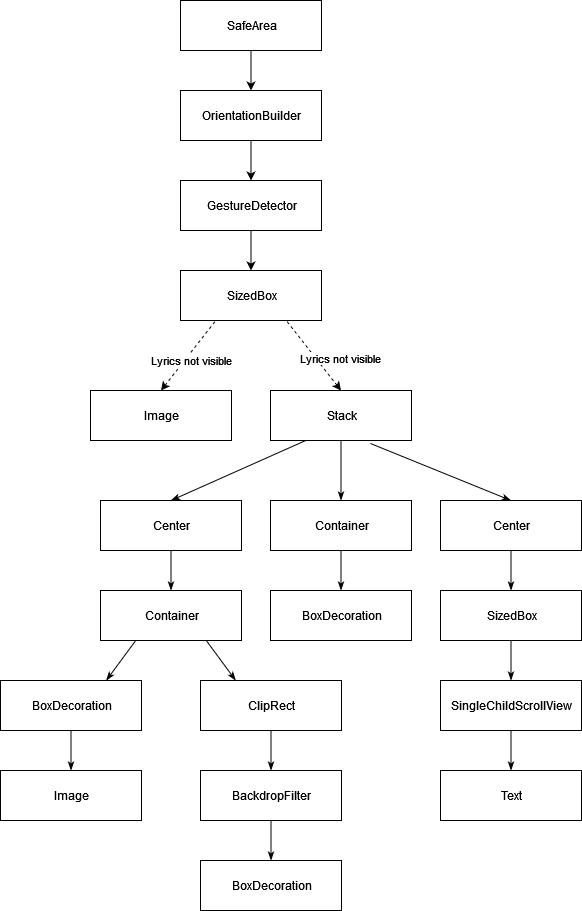 SafeArea
OrientationBuilder
GestureDetector
SizedBox
Lyrics not visible
Lyrics not visible
Image
Stack
Center
Container
Center
Container
BoxDecoration
SizedBox
BoxDecoration
ClipRect
SingleChildScrollView
Image
BackdropFilter
Text
BoxDecoration